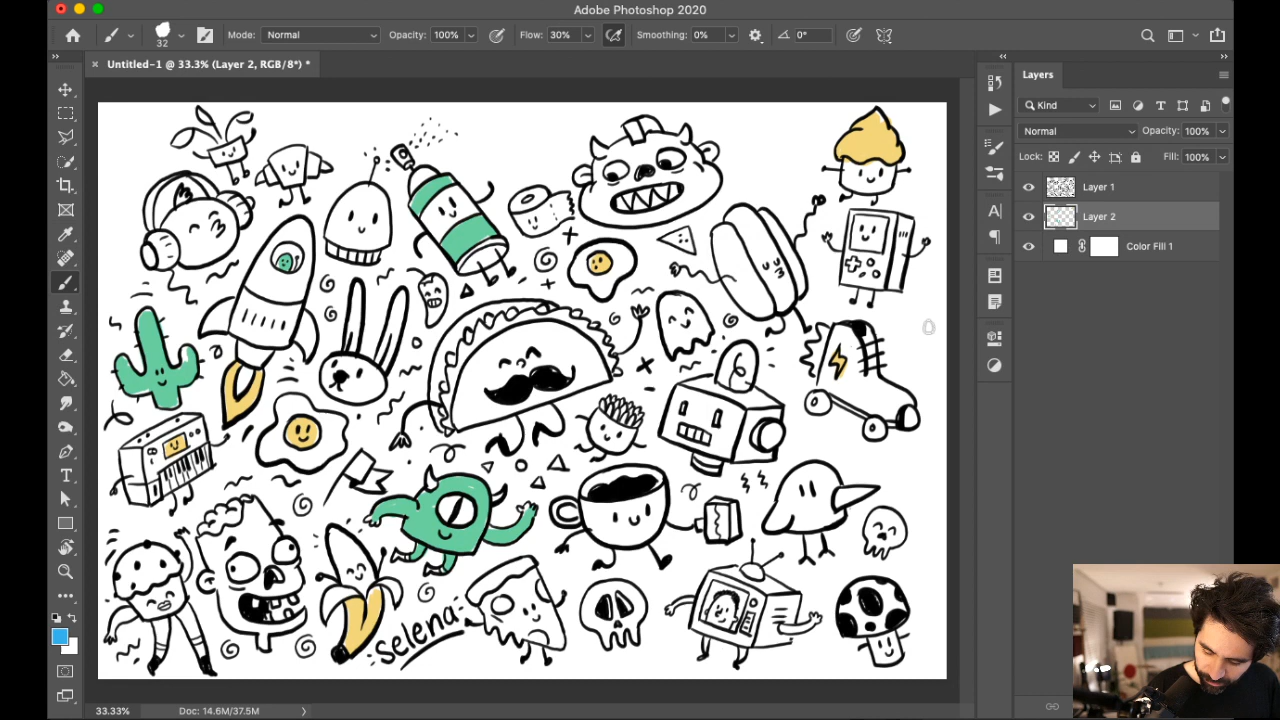 Adobe Photoshop 2020
32 Mode: Normal Opacity: 100% Flow: 30% Smoothing: 0% 0°
Untitled-1 @ 33.3% (Layer 2, RGB/8*) *
Layers
Kind
Normal Opacity: 100%
Lock: Fill: 100%
Layer 1
Layer 2
Color Fill 1
selena
33.33% Doc: 14.6M/37.5M